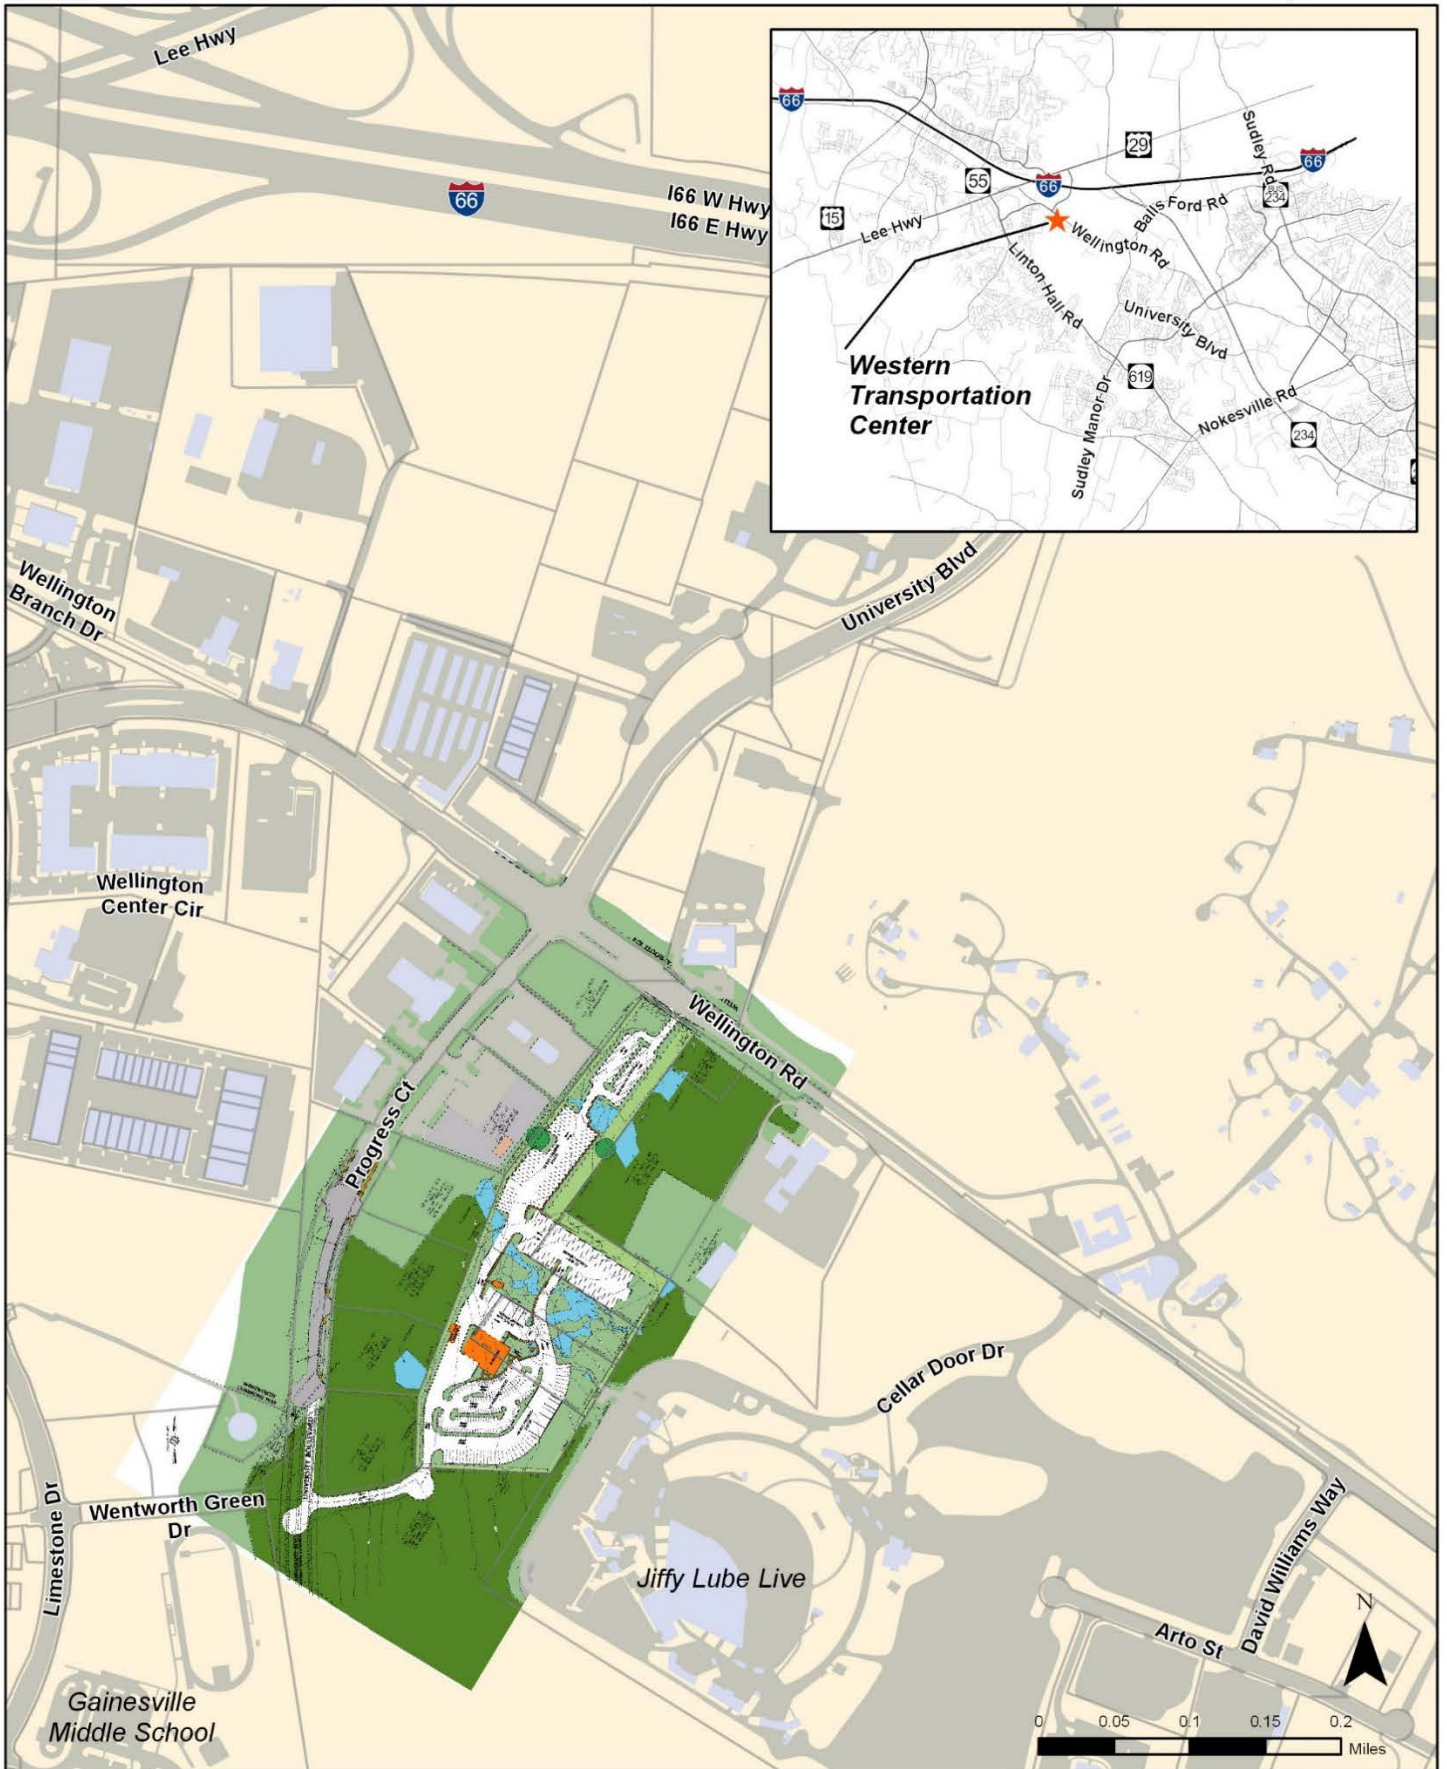 Lee Hwy
66
I66 W Hwy
I66 E Hwy
66
29
Sudley Rd
66
55
66
BUS
234
15
Lee Hwy
Balls Ford Rd
Wellington Rd
Linton Hall Rd
University Blvd
Western
Transportation
Center
619
Sudley Manor Dr
Nokesville Rd
234
University Blvd
Wellington
Branch Dr
Wellington
Center Cir
Wellington Rd
Progress Ct
Cellar Door Dr
Wentworth Green
Dr
Limestone Dr
Jiffy Lube Live
David Williams Way
Arto St
Gainesville
Middle School
N
0 0.05 0.1 0.15 0.2
Miles